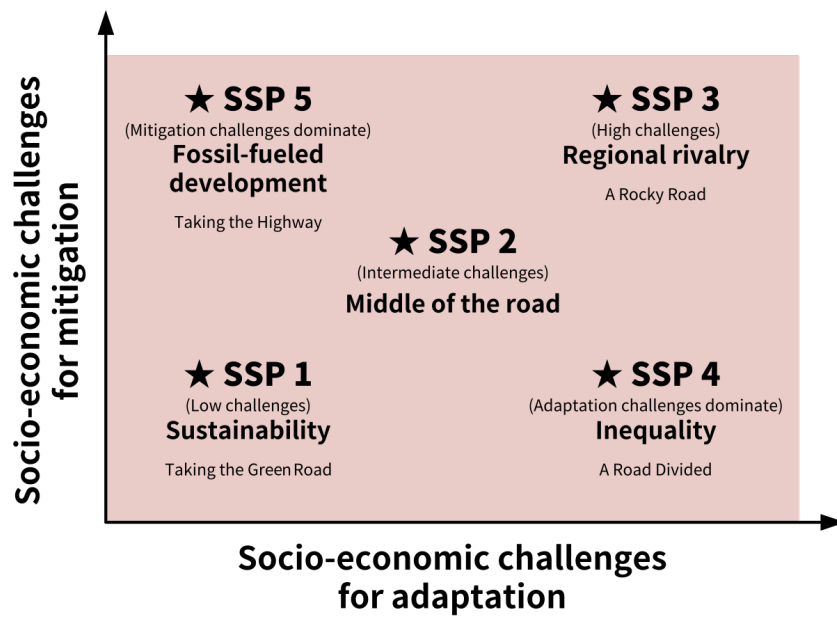 Socio-economic challenges
for mitigation
★ SSP 5
(Mitigation challenges dominate)
Fossil-fueled
development
Taking the Highway
★ SSP 3
(High challenges)
Regional rivalry
A Rocky Road
★ SSP 2
(Intermediate challenges)
Middle of the road
★ SSP 1
(Low challenges)
Sustainability
Taking the Green Road
★ SSP 4
(Adaptation challenges dominate)
Inequality
A Road Divided
Socio-economic challenges
for adaptation